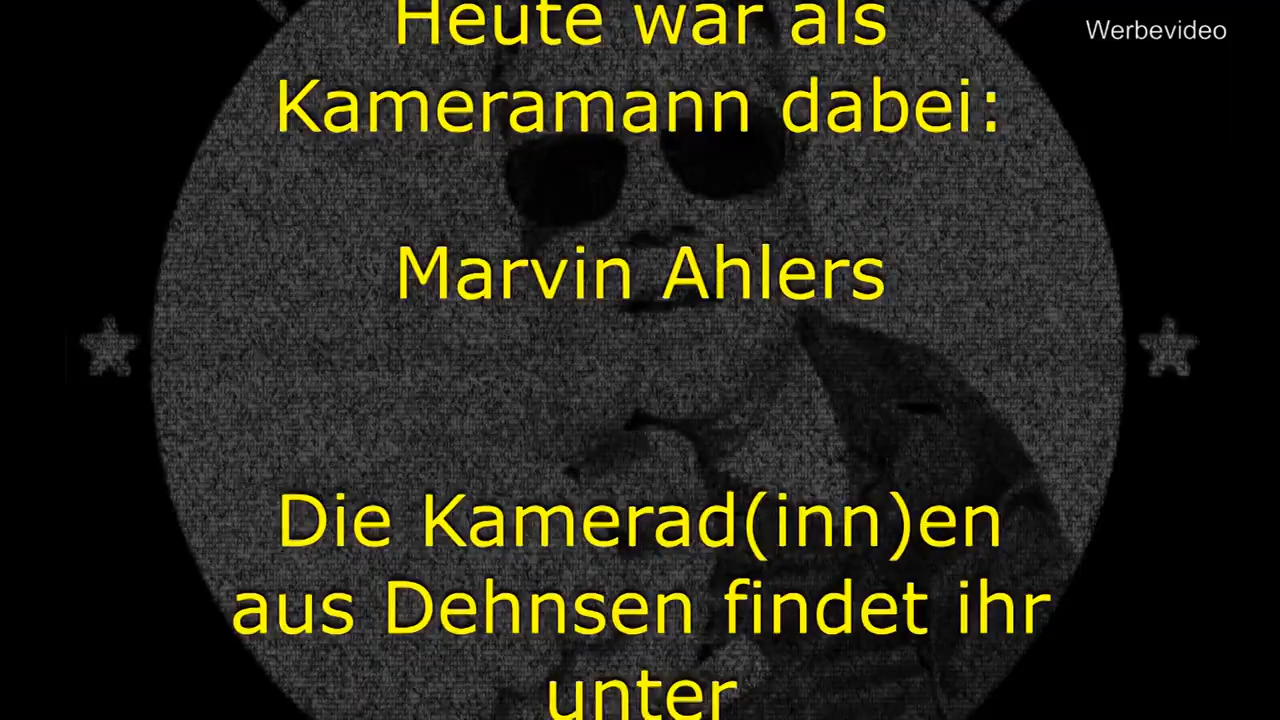 Heute war als
Werbevideo
Kameramann dabei:
Marvin Ahlers
Die Kamerad(inn)en
aus Dehnsen findet ihr
unter